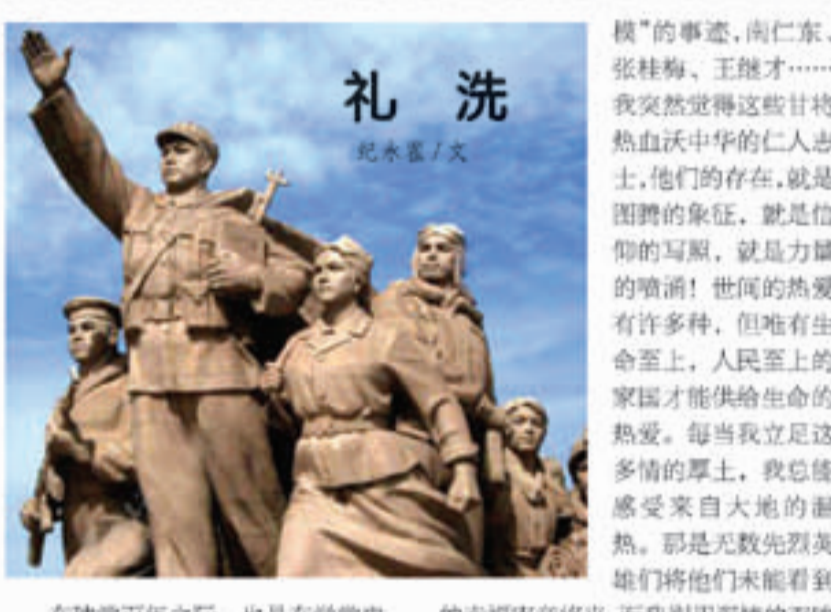 礼 洗
纪永 /文
模”的事迹,南仁东、
张桂梅、王继才……
我突然觉得这些甘将
热血沃中华的仁人志
士,他们的存在,就是
图腾的象征,就是信
仰的写照,就是力量
的喷涌!世间的热爱
有许多种,但唯有生
命至上,人民至上的
家国才能供给生命的
热爱。每当我立足这
多情的厚土,我总能
感受来自大地的
热。那是无数先烈英
雄们将他们未能看到